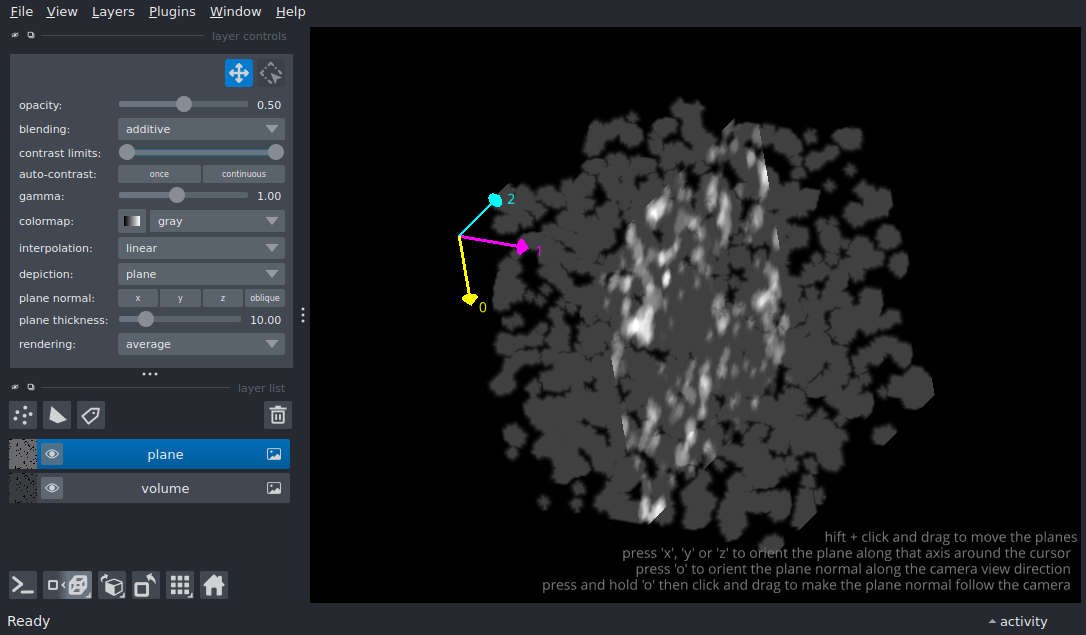 File View Layers Plugins Window Help
layer controls
opacity: 0.50
blending: additive
contrast limits:
auto-contrast: once continuous
gamma: 1.00
colormap: gray
interpolation: linear
depiction: plane
plane normal: x y z oblique
plane thickness: 10.00
rendering: average
layer list
plane
volume
2
1
0
hift + click and drag to move the planes
press 'x', 'y' or 'z' to orient the plane along that axis around the cursor
press 'o' to orient the plane normal along the camera view direction
press and hold 'o' then click and drag to make the plane normal follow the camera
Ready activity